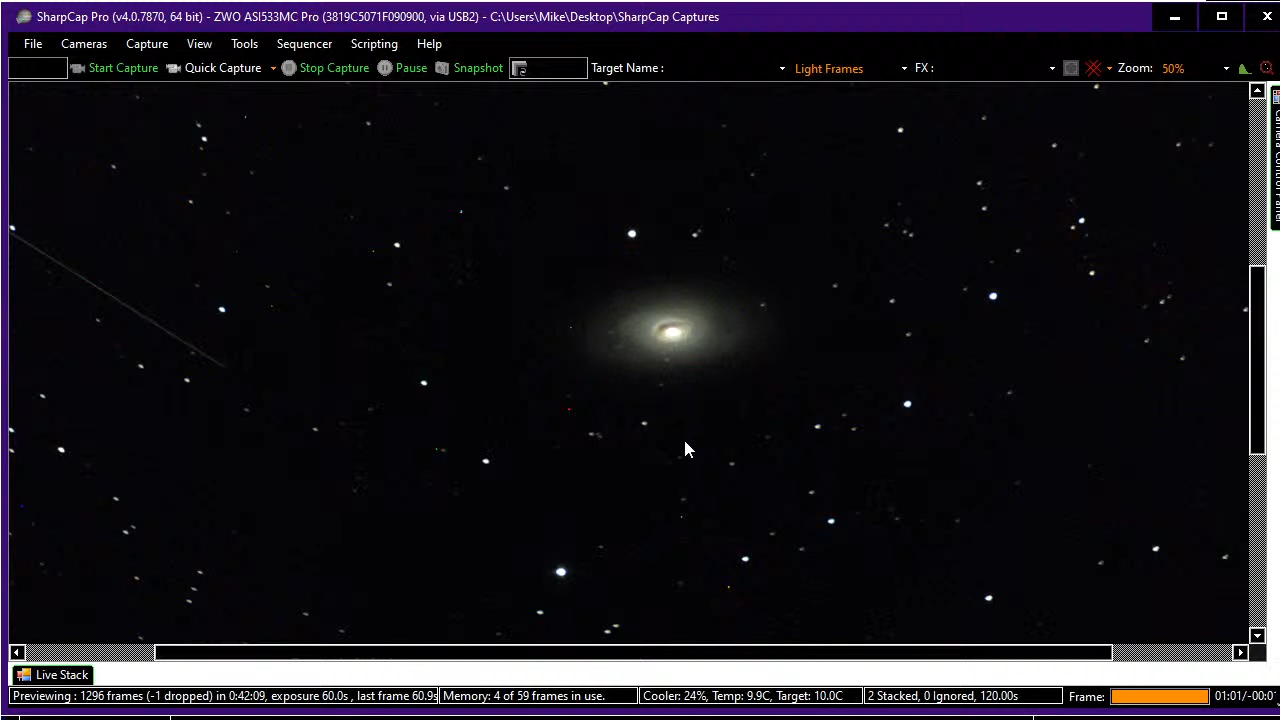 SharpCap Pro (v4.0.7870, 64 bit) - ZWO ASI533MC Pro (3819C5071F090900, via USB2) - C:\Users\Mike\Desktop\SharpCap Captures
File Cameras Capture View Tools Sequencer Scripting Help
Start Capture Quick Capture Stop Capture Pause Snapshot Target Name : Light Frames FX : Zoom: 50%
Live Stack
Previewing : 1296 frames (-1 dropped) in 0:42:09, exposure 60.0s , last frame 60.9s Memory: 4 of 59 frames in use. Cooler: 24%, Temp: 9.9C, Target: 10.0C 2 Stacked, 0 Ignored, 120.00s Frame: 01:01/-00:0